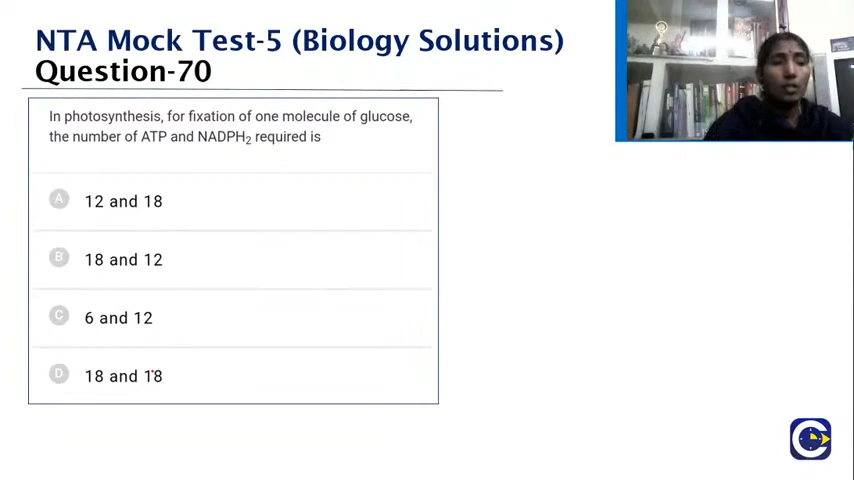 NTA Mock Test-5 (Biology Solutions)
Question-70
In photosynthesis, for fixation of one molecule of glucose,
the number of ATP and NADPH₂ required is
A 12 and 18
B 18 and 12
C 6 and 12
D 18 and 18